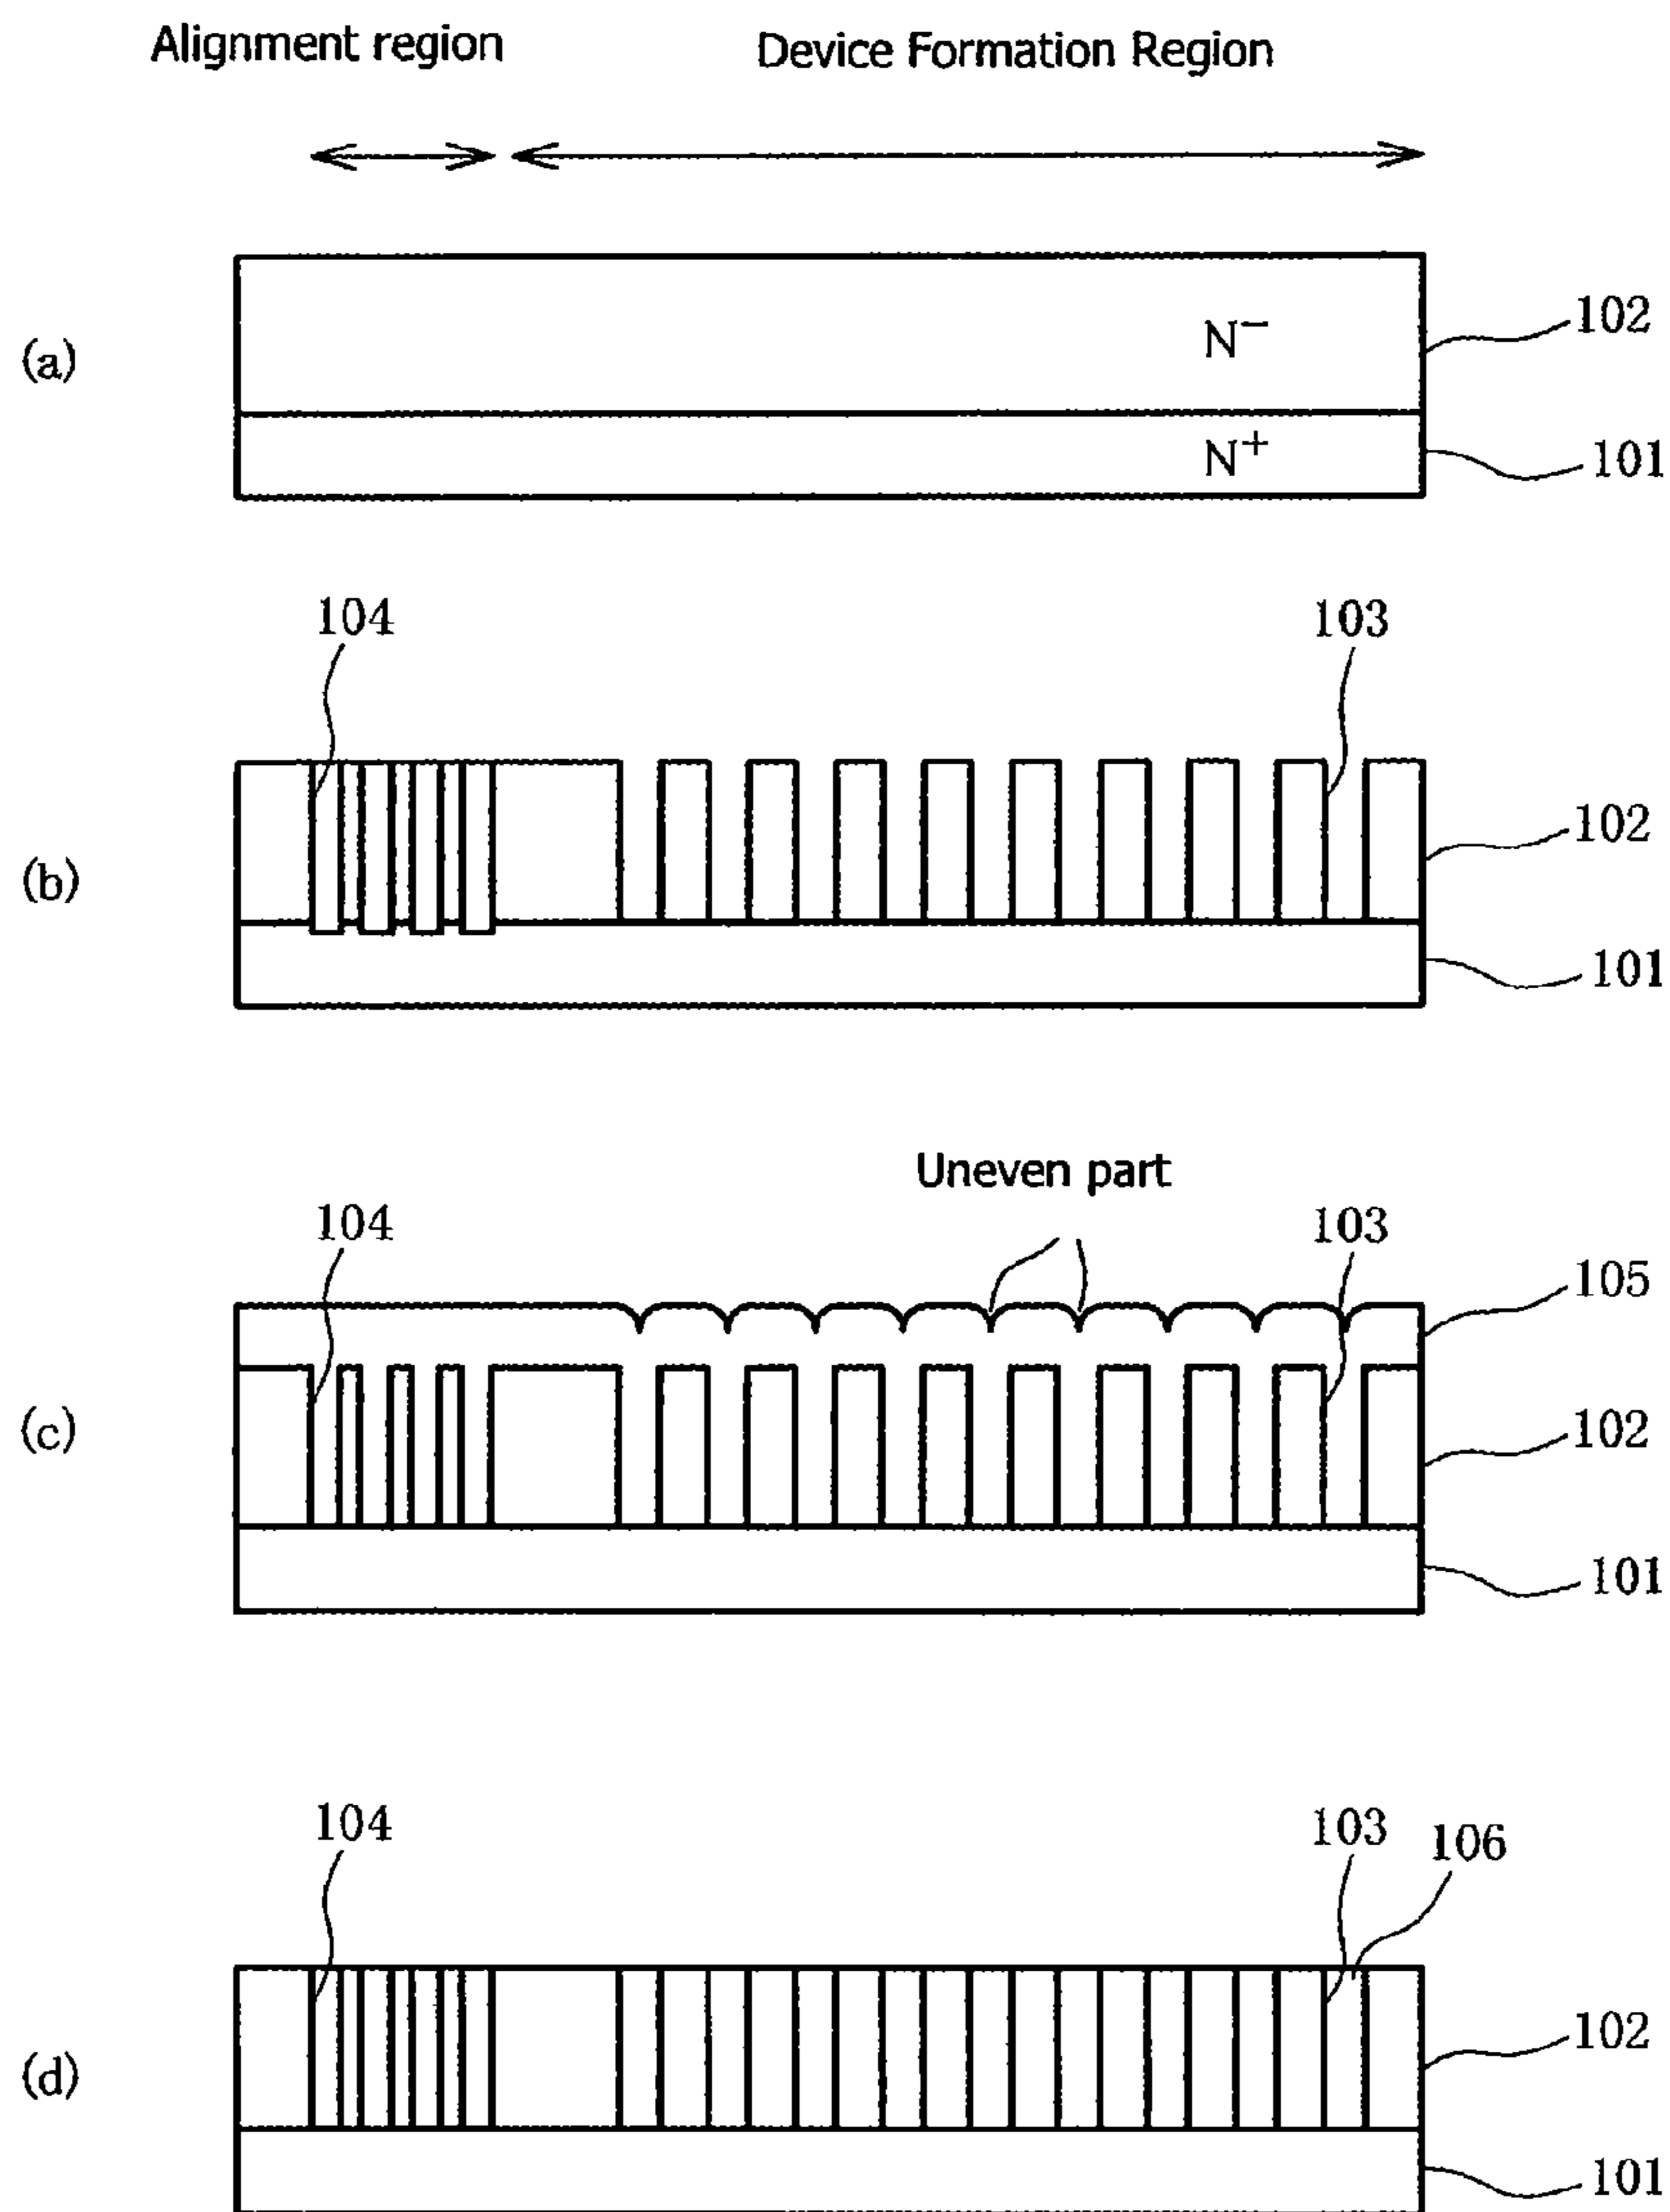 Alignment region
Device Formation Region
(a)
N⁻
102
N⁺
101
104
103
(b)
102
101
Uneven part
104
103
105
(c)
102
101
104
103
106
(d)
102
101